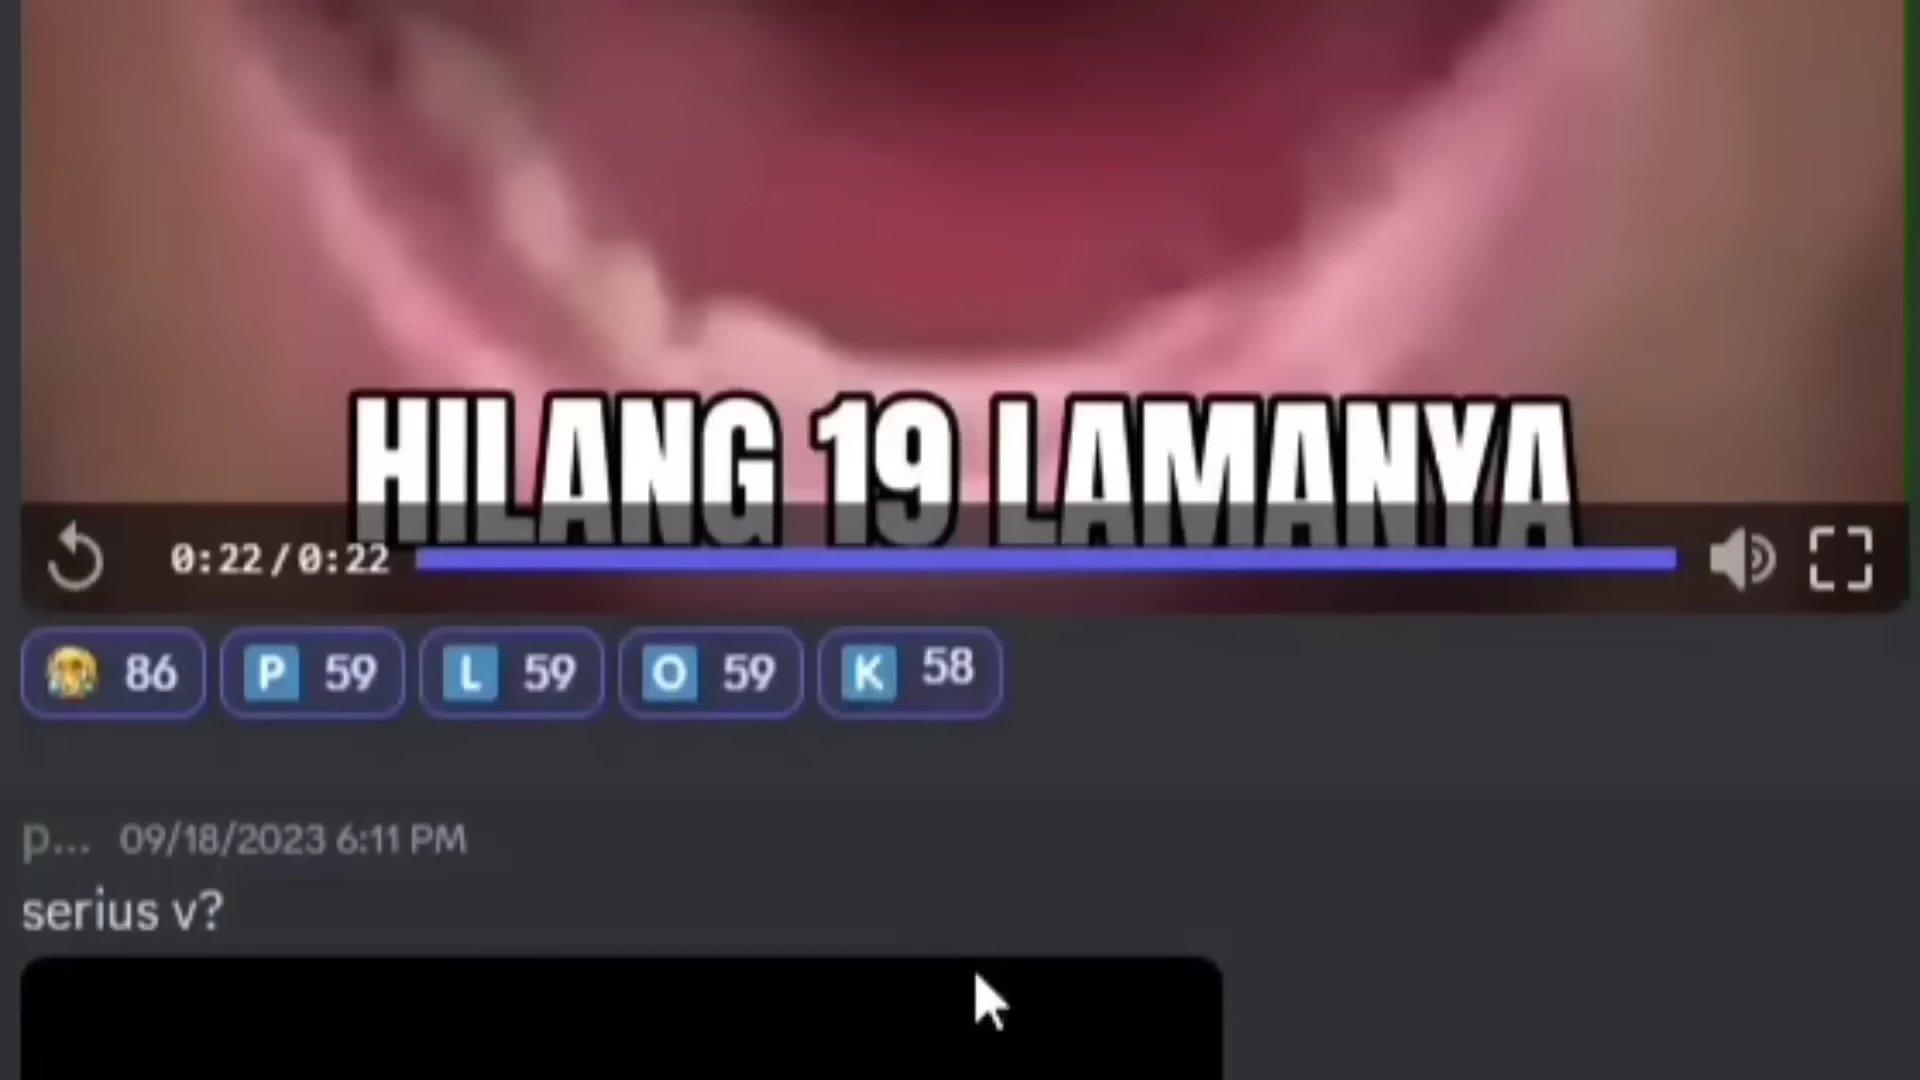 HILANG 19 LAMANYA
0:22 / 0:22
86 P 59 L 59 O 59 K 58
p... 09/18/2023 6:11 PM
serius v?